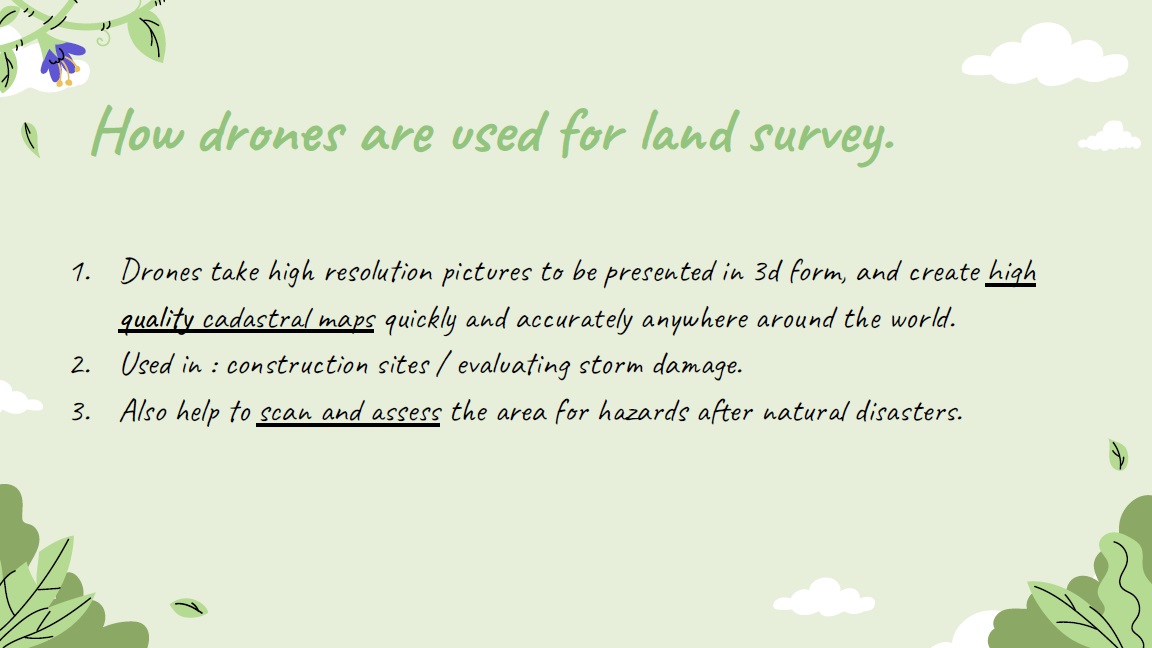 How drones are used for land survey.
1. Drones take high resolution pictures to be presented in 3d form, and create high
quality cadastral maps quickly and accurately anywhere around the world.
2. Used in : construction sites / evaluating storm damage.
3. Also help to scan and assess the area for hazards after natural disasters.